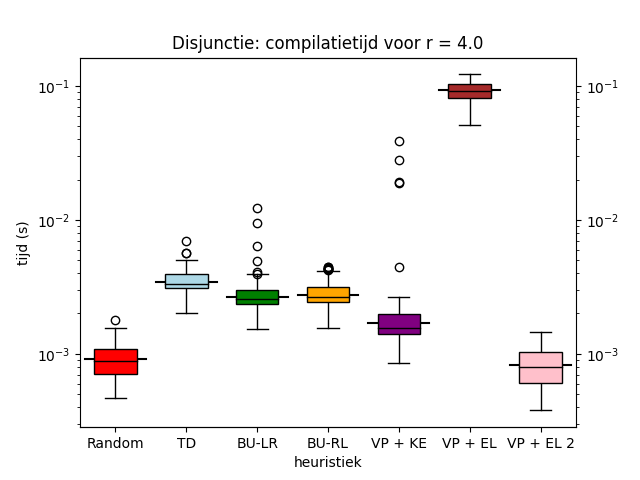 Disjunctie: compilatietijd voor r = 4.0
tijd (s)
10⁻¹
10⁻²
10⁻³
10⁻¹
10⁻²
10⁻³
Random TD BU-LR BU-RL VP + KE VP + EL VP + EL 2
heuristiek